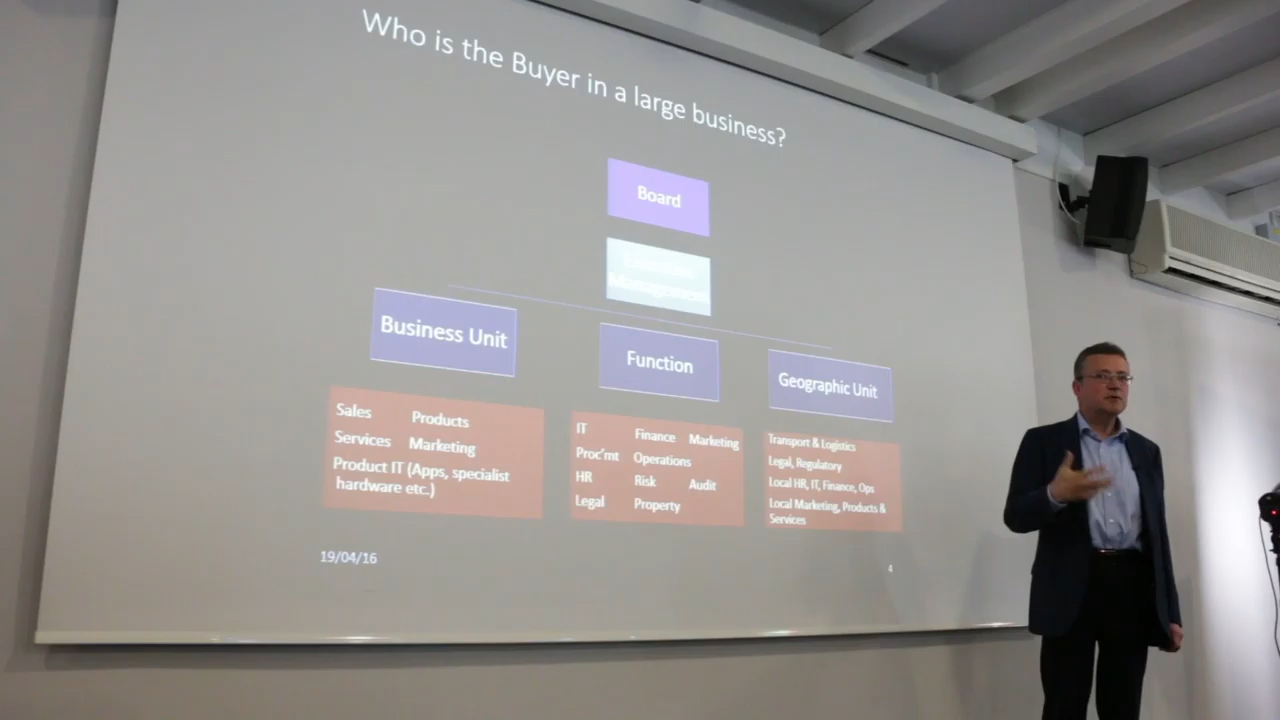 Who is the Buyer in a large business?
Board
Management
Business Unit
Function
Geographic Unit
Sales Products
Services Marketing
Product IT (Apps, specialist
hardware etc.)
IT Finance Marketing
Proc'mt Operations
HR Risk Audit
Legal Property
Transport & Logistics
Legal, Regulatory
Local HR, IT, Finance, Ops
Local Marketing, Products &
Services
19/04/16
4